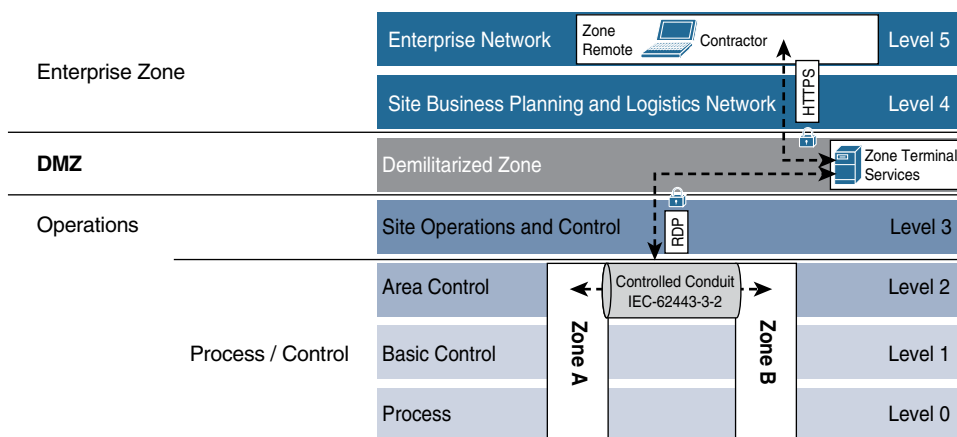 Enterprise Zone
Enterprise Network
Zone
Remote
Contractor
Level 5
HTTPS
Site Business Planning and Logistics Network
Level 4
DMZ
Demilitarized Zone
Zone Terminal
Services
Operations
RDP
Site Operations and Control
Level 3
Process / Control
Area Control
Controlled Conduit
IEC-62443-3-2
Level 2
Zone A
Zone B
Basic Control
Level 1
Process
Level 0